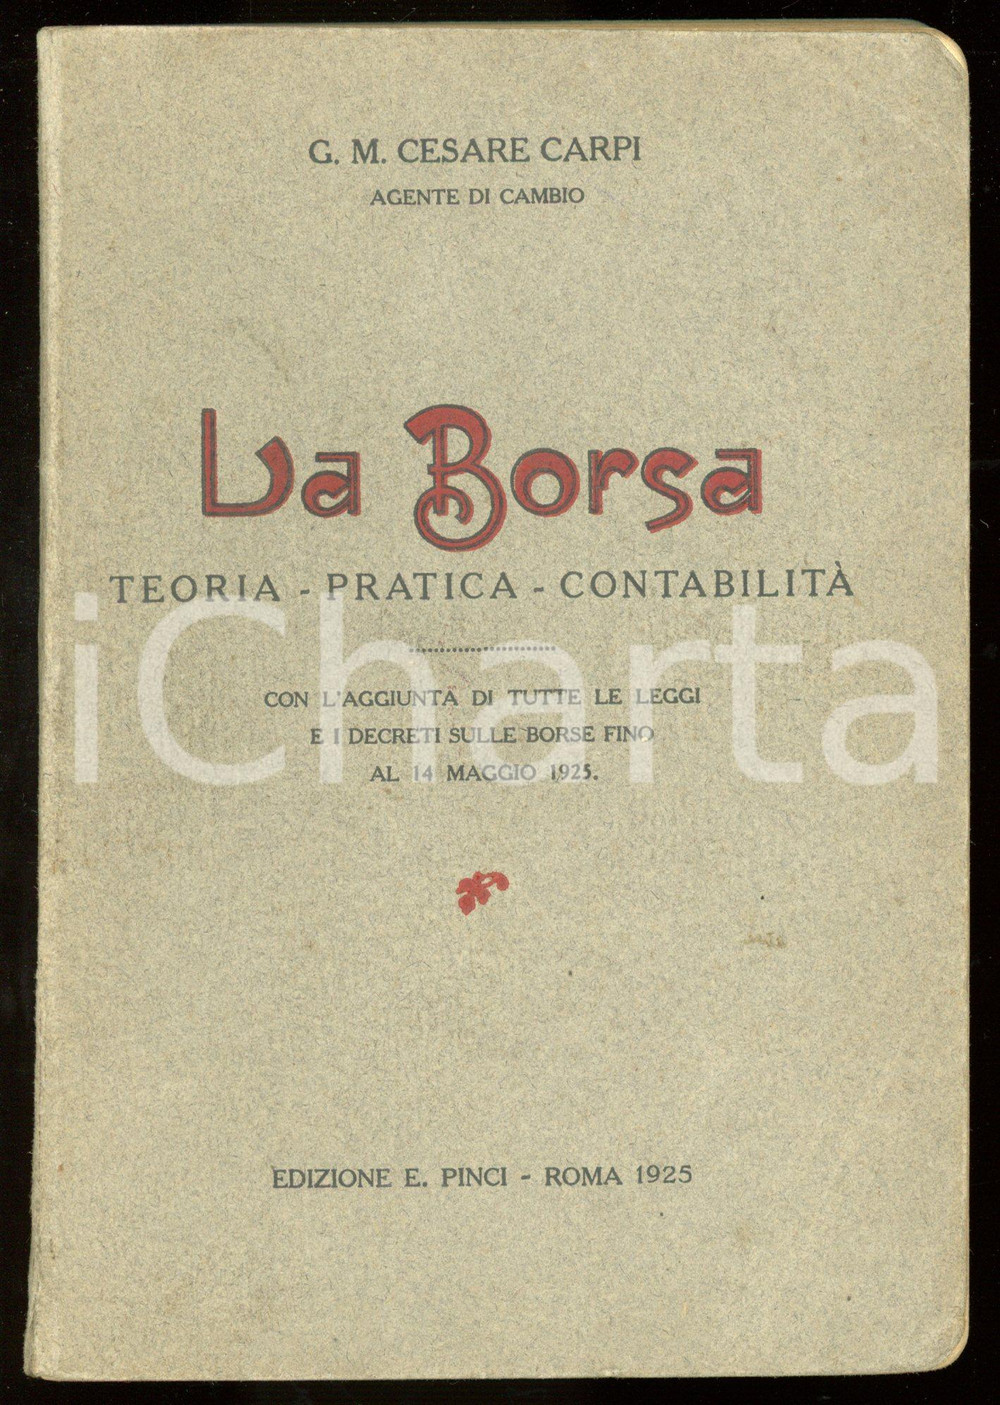 G. M. CESARE CARPI
AGENTE DI CAMBIO
La Borsa
TEORIA - PRATICA - CONTABILITÀ
CON L'AGGIUNTA DI TUTTE LE LEGGI
E I DECRETI SULLE BORSE FINO
AL 14 MAGGIO 1925.
iCharta
EDIZIONE E. PINCI - ROMA 1925